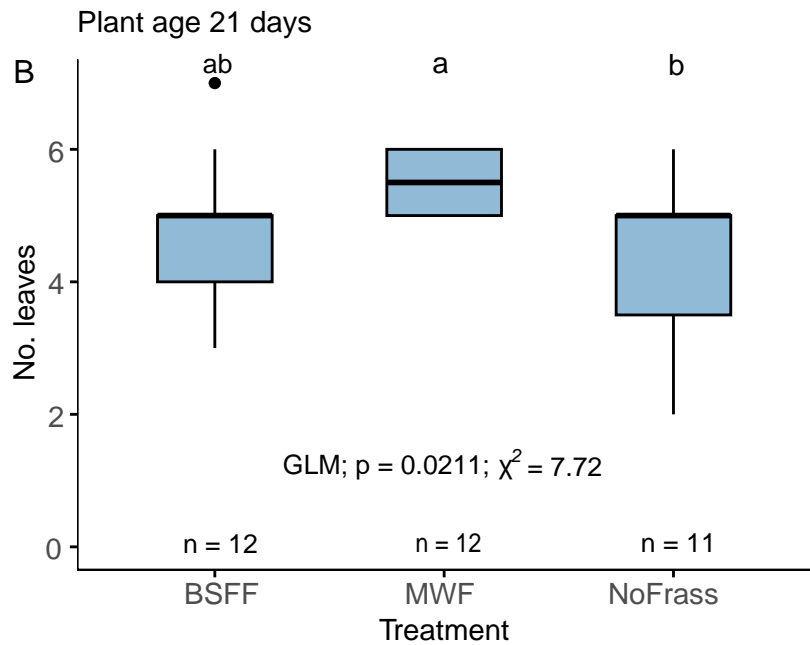 Plant age 21 days
B
ab a b
6
4
2
0
No. leaves
GLM; p = 0.0211; χ² = 7.72
n = 12 n = 12 n = 11
BSFF MWF NoFrass
Treatment